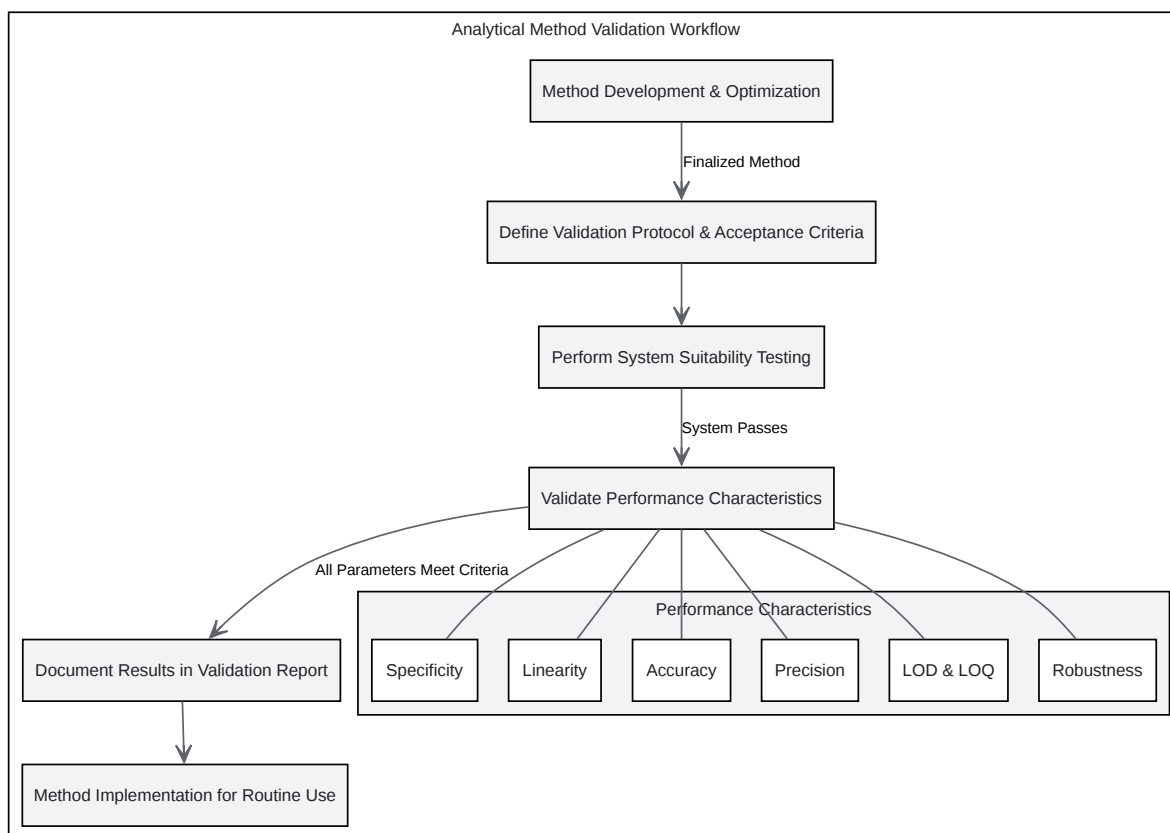 Analytical Method Validation Workflow
Method Development & Optimization
Finalized Method
Define Validation Protocol & Acceptance Criteria
Perform System Suitability Testing
System Passes
Validate Performance Characteristics
All Parameters Meet Criteria
Performance Characteristics
Document Results in Validation Report
Specificity
Linearity
Accuracy
Precision
LOD & LOQ
Robustness
Method Implementation for Routine Use